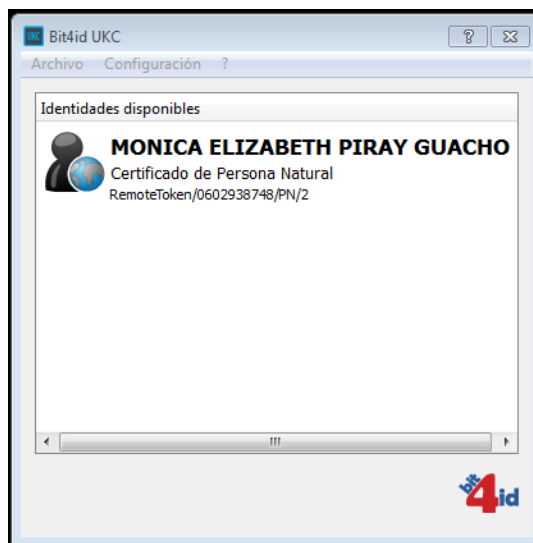 UKC Bit4id UKC
Archivo Configuración ?
Identidades disponibles
MONICA ELIZABETH PIRAY GUACHO
Certificado de Persona Natural
RemoteToken/0602938748/PN/2
bit4id